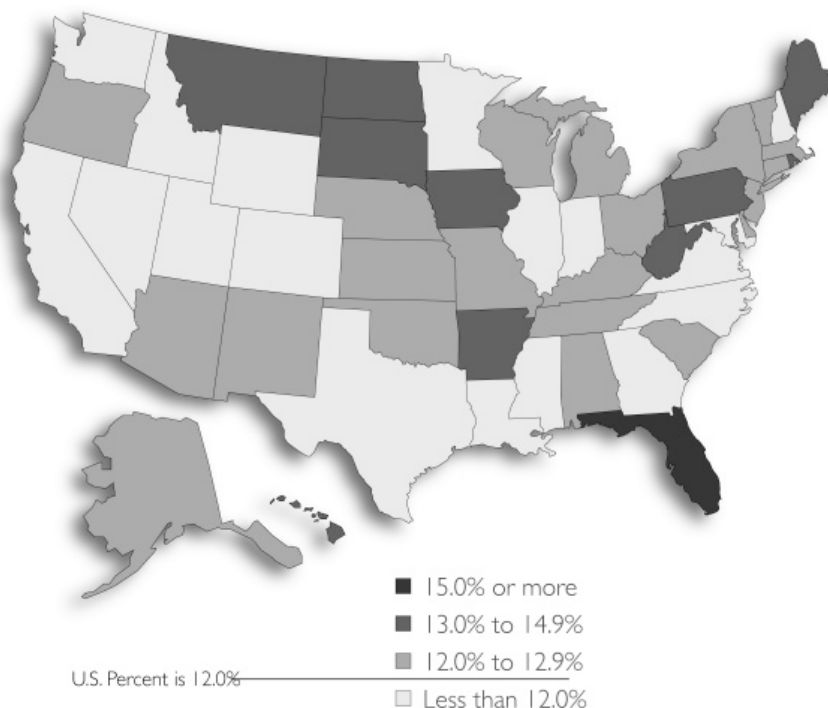 15.0% or more
13.0% to 14.9%
12.0% to 12.9%
U.S. Percent is 12.0%
Less than 12.0%